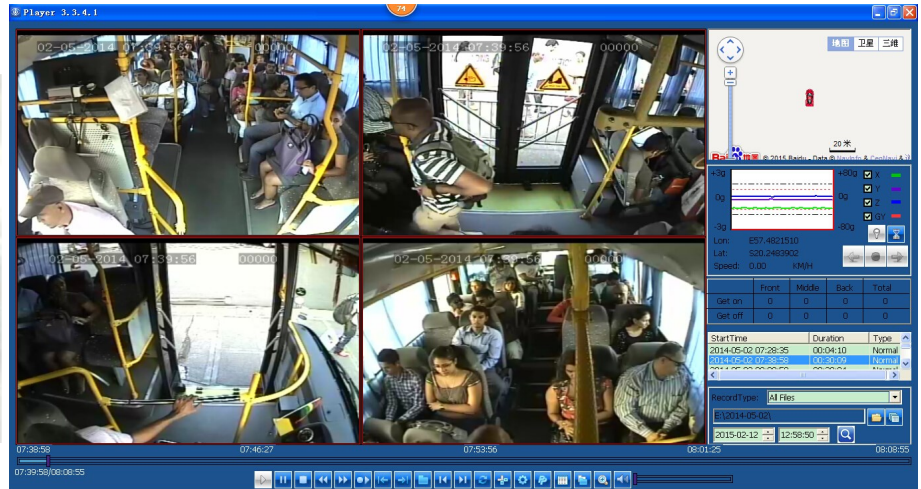 Player 3.3.4.1
74
02-05-2014 07:39:56
00000
02-05-2014 07:39:56
00000
02-05-2014 07:39:56
00000
02-05-2014 07:39:56
00000
地图 卫星 三维
20 米
© 2015 Baidu - Data © NavInfo & CenNavi &
+3g
0g
-3g
+80g
0g
-80g
X
Y
Z
GY
Lon: E57.4821510
Lat: S20.2483902
Speed: 0.00 KM/H
Front Middle Back Total
Get on 0 0 0 0
Get off 0 0 0 0
StartTime Duration Type
2014-05-02 07:28:35 00:04:10 Normal
2014-05-02 07:38:58 00:30:09 Normal
RecordType: All Files
E:\2014-05-02\
2015-02-12 12:58:50
07:38:58 07:46:27 07:53:56 08:01:25 08:08:55
07:39:58/08:08:55